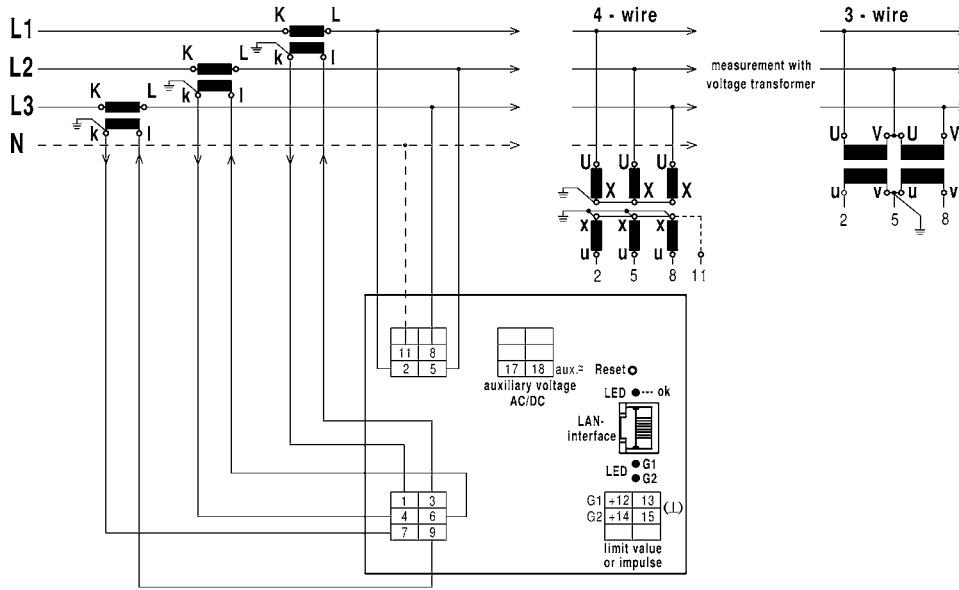 4 - wire
3 - wire
L1
K L
k l
L2
K L
k l
measurement with
voltage transformer
L3
K L
k l
N
U U U
X X X
x x x
u u u
2 5 8 11
U V U V
u v u v
2 5 8
11 8
2 5
17 18 aux.≂
auxiliary voltage
AC/DC
Reset
LED --- ok
LAN-
interface
LED G1
G2
1 3
4 6
7 9
G1 +12 13 (⊥)
G2 +14 15
limit value
or impulse